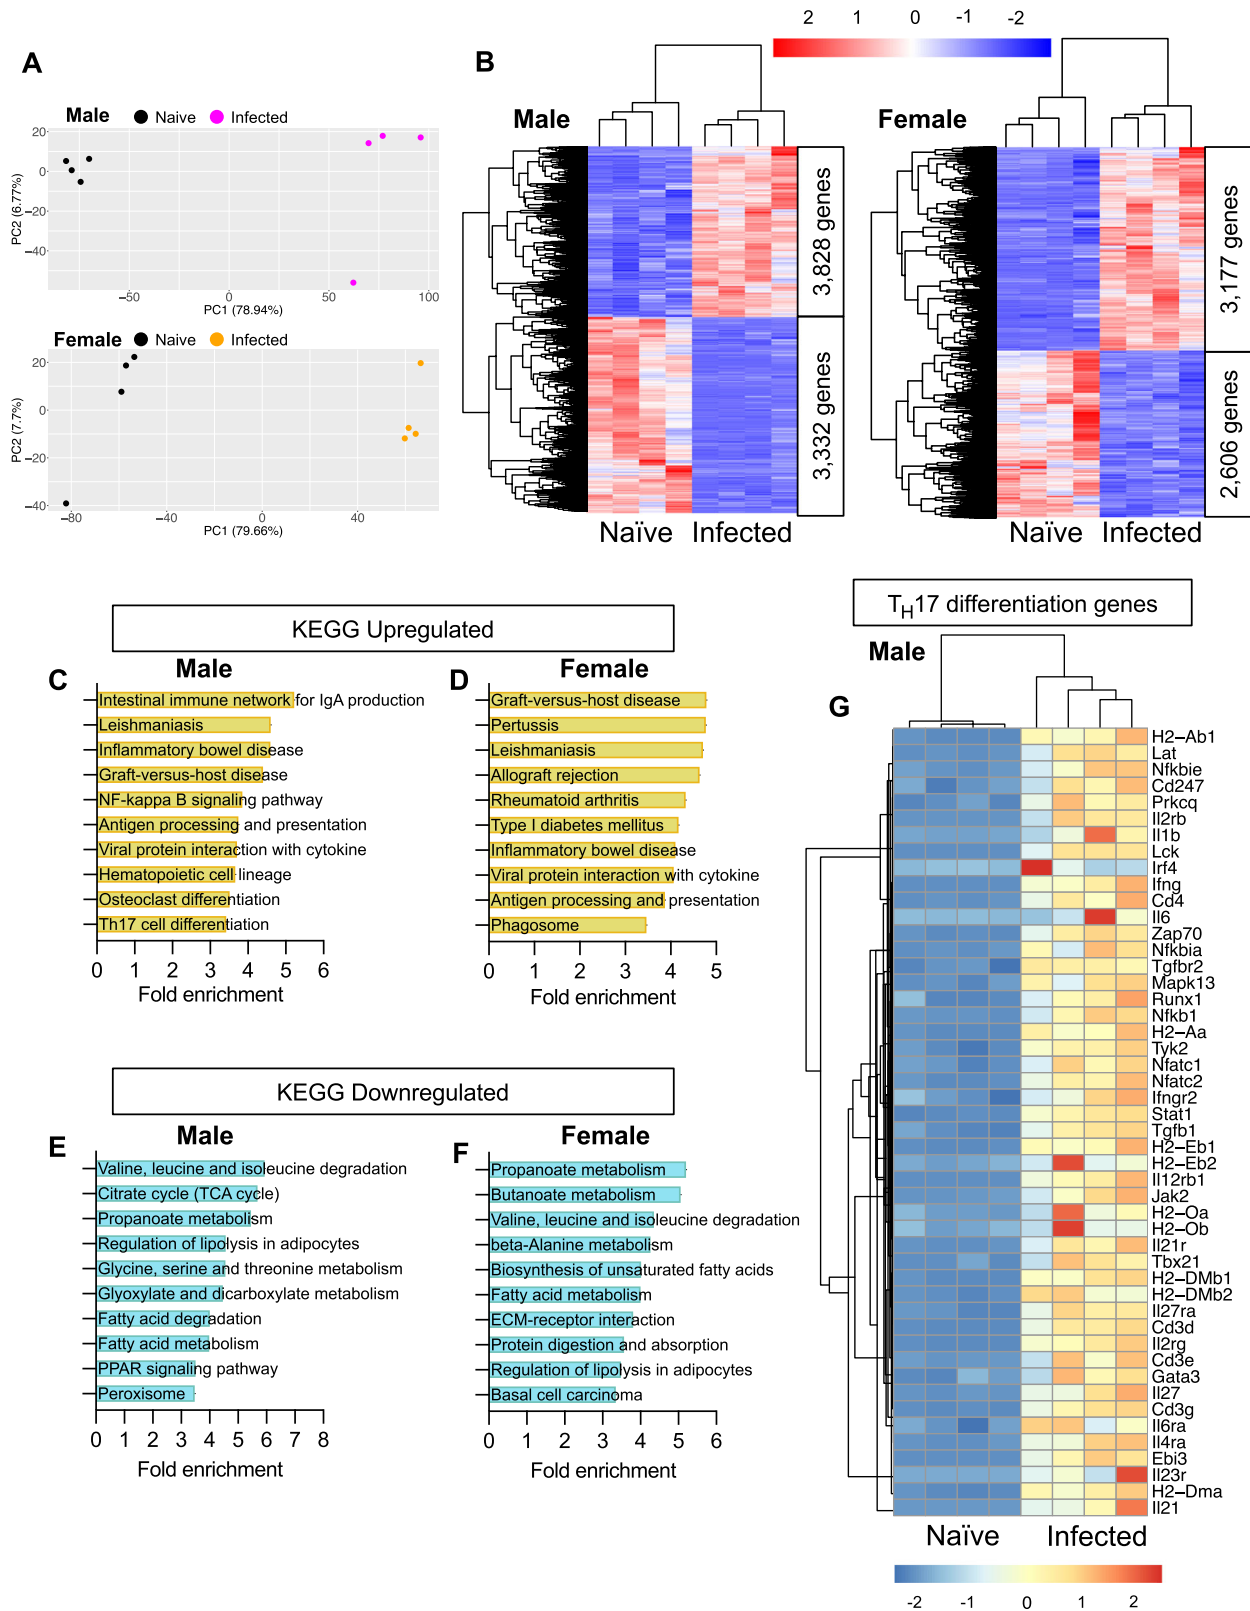 A
Male
Naive
Infected
20
0
−20
−40
PC2 (6.77%)
−50
0
50
100
PC1 (78.94%)
Female
Naive
Infected
20
0
−20
−40
PC2 (7.7%)
−80
−40
0
40
PC1 (79.66%)
B
2 1 0 -1 -2
Male
3,828 genes
3,332 genes
Naïve Infected
Female
3,177 genes
2,606 genes
Naïve Infected
KEGG Upregulated
C
Male
Intestinal immune network for IgA production
Leishmaniasis
Inflammatory bowel disease
Graft-versus-host disease
NF-kappa B signaling pathway
Antigen processing and presentation
Viral protein interaction with cytokine
Hematopoietic cell lineage
Osteoclast differentiation
Th17 cell differentiation
0 1 2 3 4 5 6
Fold enrichment
D
Female
Graft-versus-host disease
Pertussis
Leishmaniasis
Allograft rejection
Rheumatoid arthritis
Type I diabetes mellitus
Inflammatory bowel disease
Viral protein interaction with cytokine
Antigen processing and presentation
Phagosome
0 1 2 3 4 5
Fold enrichment
KEGG Downregulated
E
Male
Valine, leucine and isoleucine degradation
Citrate cycle (TCA cycle)
Propanoate metabolism
Regulation of lipolysis in adipocytes
Glycine, serine and threonine metabolism
Glyoxylate and dicarboxylate metabolism
Fatty acid degradation
Fatty acid metabolism
PPAR signaling pathway
Peroxisome
0 1 2 3 4 5 6 7 8
Fold enrichment
F
Female
Propanoate metabolism
Butanoate metabolism
Valine, leucine and isoleucine degradation
beta-Alanine metabolism
Biosynthesis of unsaturated fatty acids
Fatty acid metabolism
ECM-receptor interaction
Protein digestion and absorption
Regulation of lipolysis in adipocytes
Basal cell carcinoma
0 1 2 3 4 5 6
Fold enrichment
TH17 differentiation genes
Male
G
H2−Ab1
Lat
Nfkbie
Cd247
Prkcq
Il2rb
Il1b
Lck
Irf4
Ifng
Cd4
Il6
Zap70
Nfkbia
Tgfbr2
Mapk13
Runx1
Nfkb1
H2−Aa
Tyk2
Nfatc1
Nfatc2
Ifngr2
Stat1
Tgfb1
H2−Eb1
H2−Eb2
Il12rb1
Jak2
H2−Oa
H2−Ob
Il21r
Tbx21
H2−DMb1
H2−DMb2
Il27ra
Cd3d
Il2rg
Cd3e
Gata3
Il27
Cd3g
Il6ra
Il4ra
Ebi3
Il23r
H2−Dma
Il21
Naïve Infected
-2 -1 0 1 2